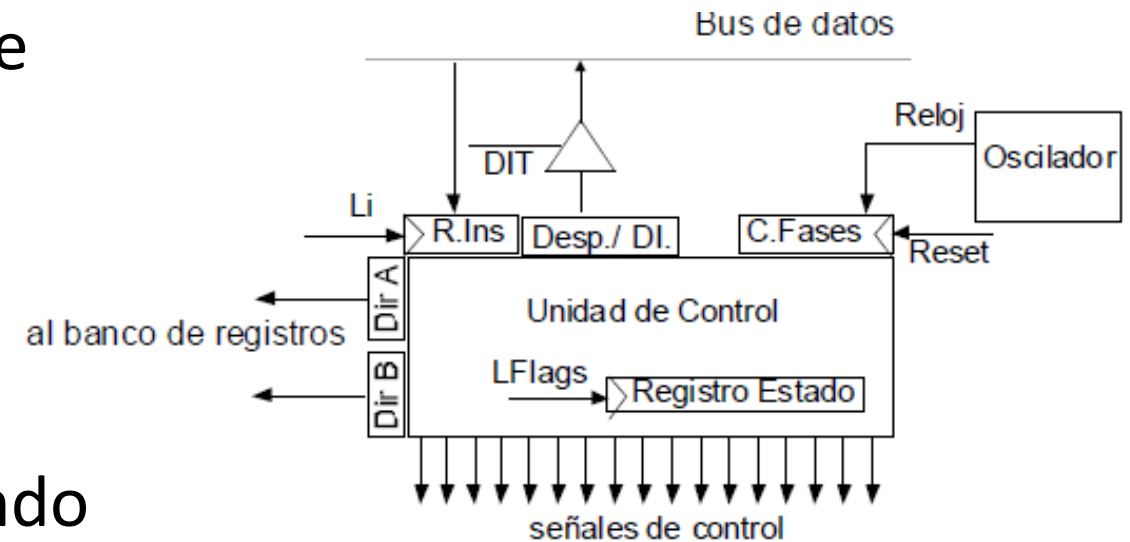 Bus de datos
e
Reloj
Oscilador
DIT
Li
R.Ins
Desp./ DI.
C.Fases
Reset
Dir A
Unidad de Control
al banco de registros
LFlags
Registro Estado
Dir B
ado
señales de control